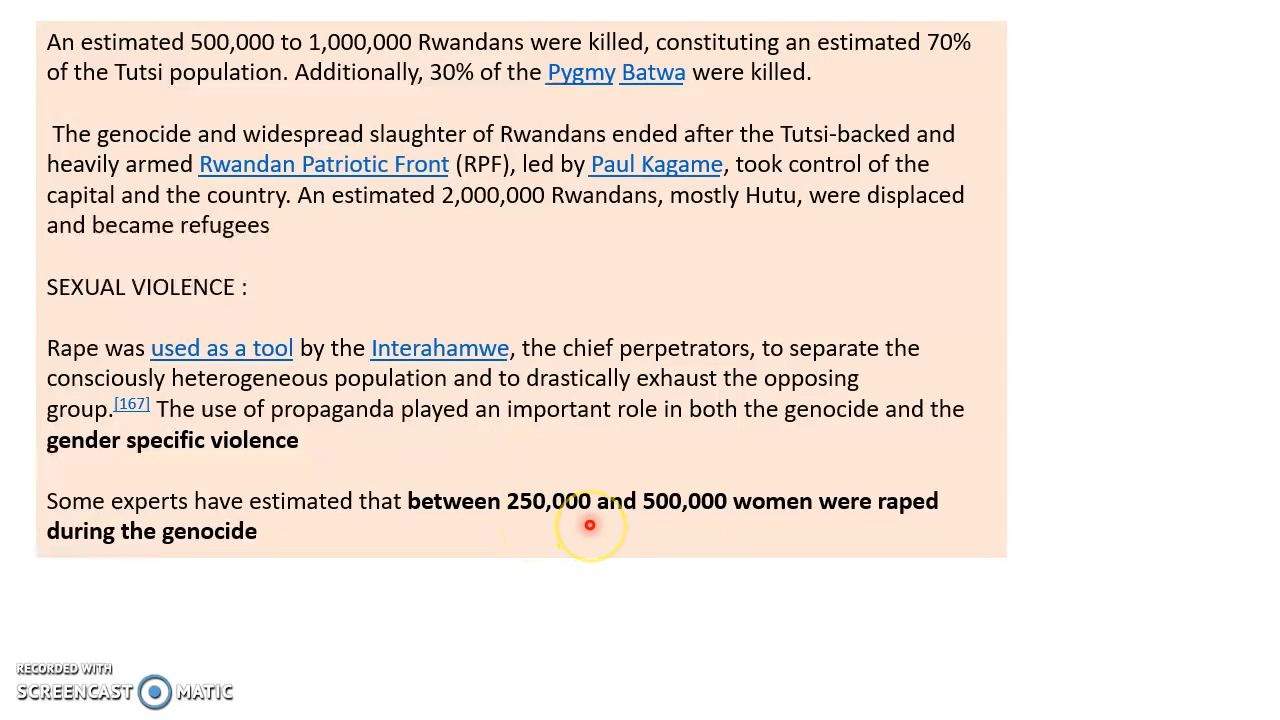 An estimated 500,000 to 1,000,000 Rwandans were killed, constituting an estimated 70%
of the Tutsi population. Additionally, 30% of the Pygmy Batwa were killed.
The genocide and widespread slaughter of Rwandans ended after the Tutsi-backed and
heavily armed Rwandan Patriotic Front (RPF), led by Paul Kagame, took control of the
capital and the country. An estimated 2,000,000 Rwandans, mostly Hutu, were displaced
and became refugees
SEXUAL VIOLENCE :
Rape was used as a tool by the Interahamwe, the chief perpetrators, to separate the
consciously heterogeneous population and to drastically exhaust the opposing
group.[167] The use of propaganda played an important role in both the genocide and the
gender specific violence
Some experts have estimated that between 250,000 and 500,000 women were raped
during the genocide
RECORDED WITH
SCREENCAST MATIC